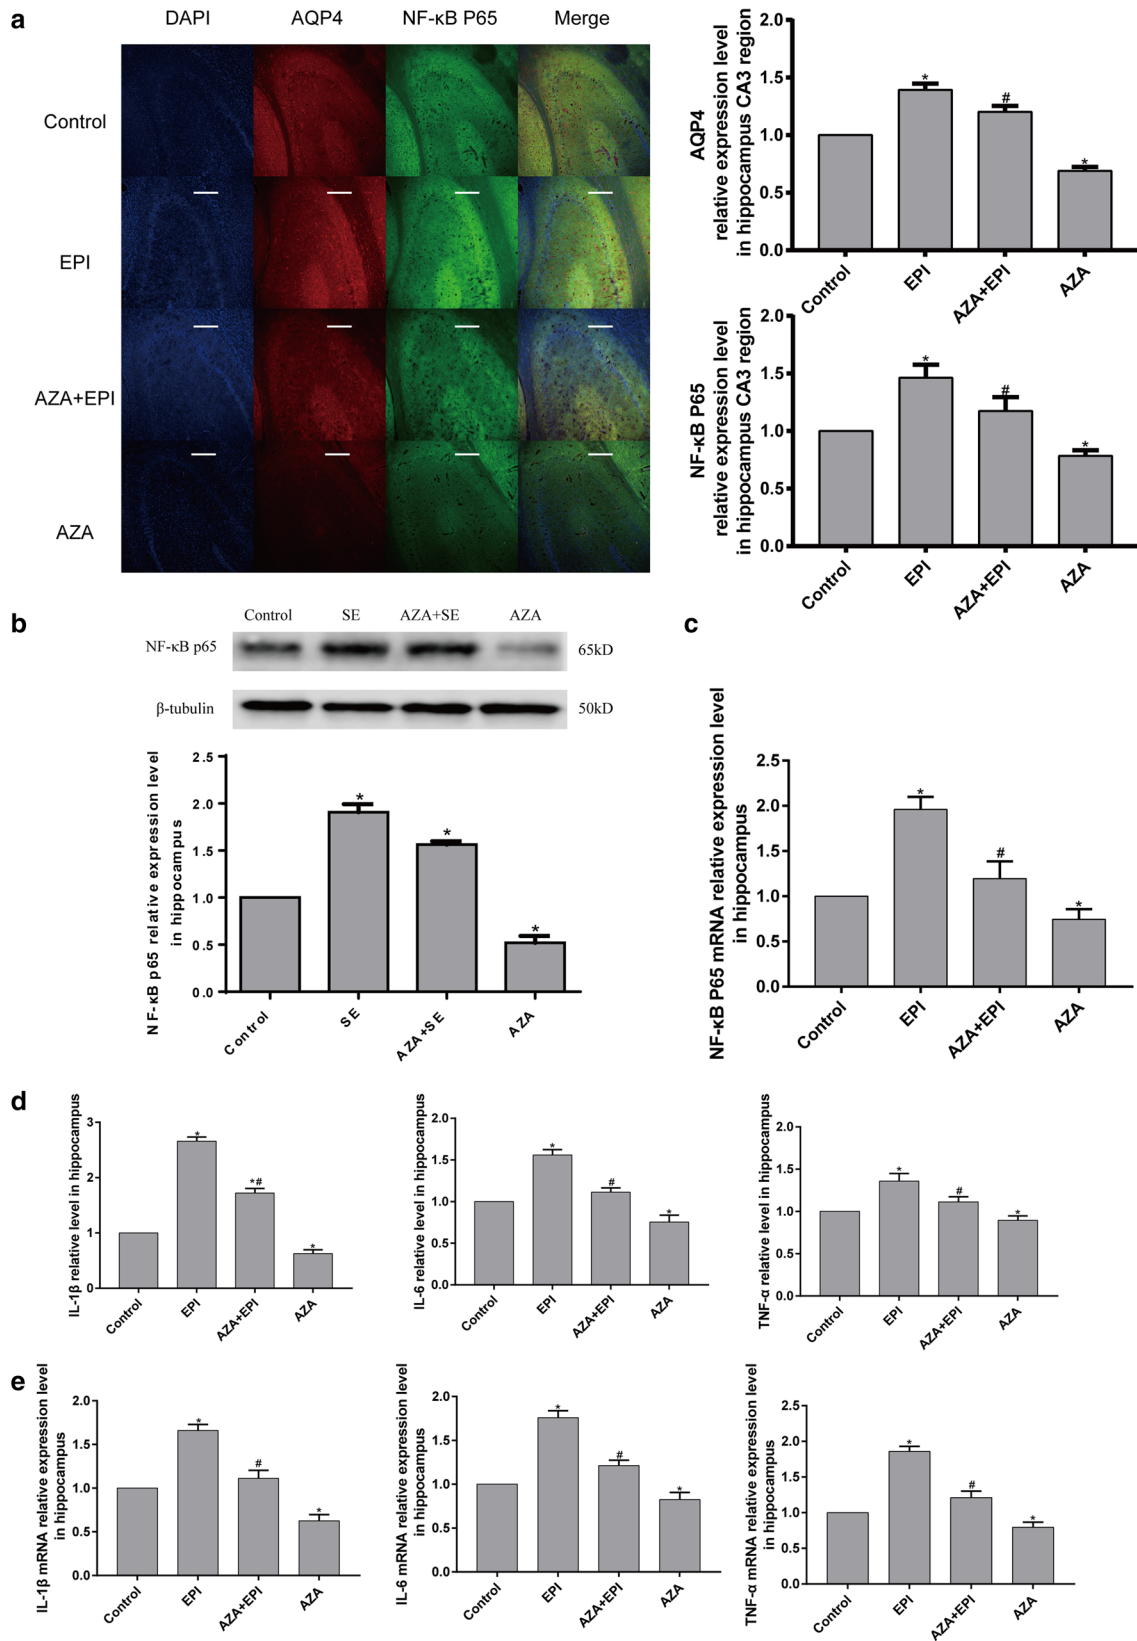 a
DAPI AQP4 NF-κB P65 Merge
Control
EPI
AZA+EPI
AZA
AQP4
relative expression level
in hippocampus CA3 region
2.0
1.5
1.0
0.5
0.0
*
#
*
Control EPI AZA+EPI AZA
NF-κB P65
relative expression level
in hippocampus CA3 region
2.0
1.5
1.0
0.5
0.0
*
#
*
Control EPI AZA+EPI AZA
b
Control SE AZA+SE AZA
NF-κB p65 65kD
β-tubulin 50kD
NF-κB p65 relative expression level
in hippocampus
2.5
2.0
1.5
1.0
0.5
0.0
*
*
*
Control SE AZA+SE AZA
c
NF-κB P65 mRNA relative expression level
in hippocampus
2.5
2.0
1.5
1.0
0.5
0.0
*
#
*
Control EPI AZA+EPI AZA
d
IL-1β relative level in hippocampus
3
2
1
0
*
*#
*
Control EPI AZA+EPI AZA
IL-6 relative level in hippocampus
2.0
1.5
1.0
0.5
0.0
*
#
*
Control EPI AZA+EPI AZA
TNF-α relative level in hippocampus
2.0
1.5
1.0
0.5
0.0
*
#
*
Control EPI AZA+EPI AZA
e
IL-1β mRNA relative expression level
in hippocampus
2.0
1.5
1.0
0.5
0.0
*
#
*
Control EPI AZA+EPI AZA
IL-6 mRNA relative expression level
in hippocampus
2.0
1.5
1.0
0.5
0.0
*
#
*
Control EPI AZA+EPI AZA
TNF-α mRNA relative expression level
in hippocampus
2.5
2.0
1.5
1.0
0.5
0.0
*
#
*
Control EPI AZA+EPI AZA